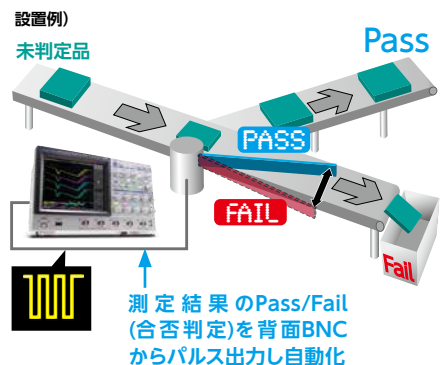 設置例）
未判定品
Pass
PASS
FAIL
Fail
測定結果のPass/Fail
(合否判定)を背面BNC
からパルス出力し自動化